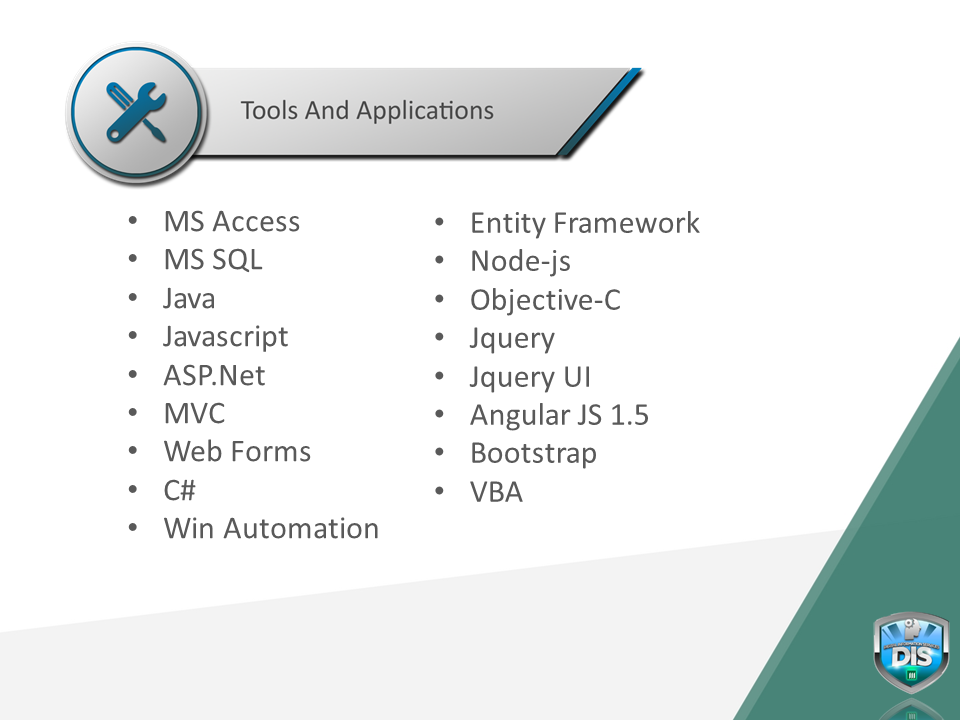 Tools And Applications
• MS Access
• MS SQL
• Java
• Javascript
• ASP.Net
• MVC
• Web Forms
• C#
• Win Automation
• Entity Framework
• Node-js
• Objective-C
• Jquery
• Jquery UI
• Angular JS 1.5
• Bootstrap
• VBA
DIS